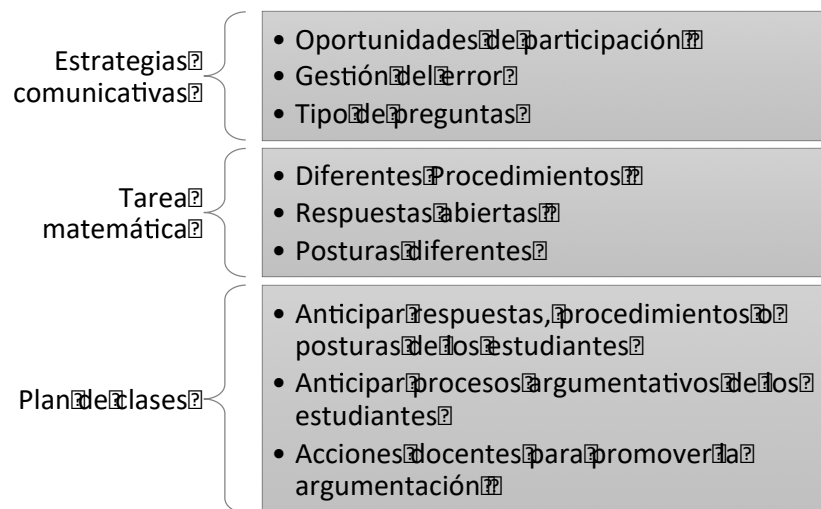 Estrategias
comunicativas
• Oportunidades de participación
• Gestión del error
• Tipo de preguntas
Tarea
matemática
• Diferentes Procedimientos
• Respuestas abiertas
• Posturas diferentes
Plan de clases
• Anticipar respuestas, procedimientos o
posturas de los estudiantes
• Anticipar procesos argumentativos de los
estudiantes
• Acciones docentes para promover la
argumentación